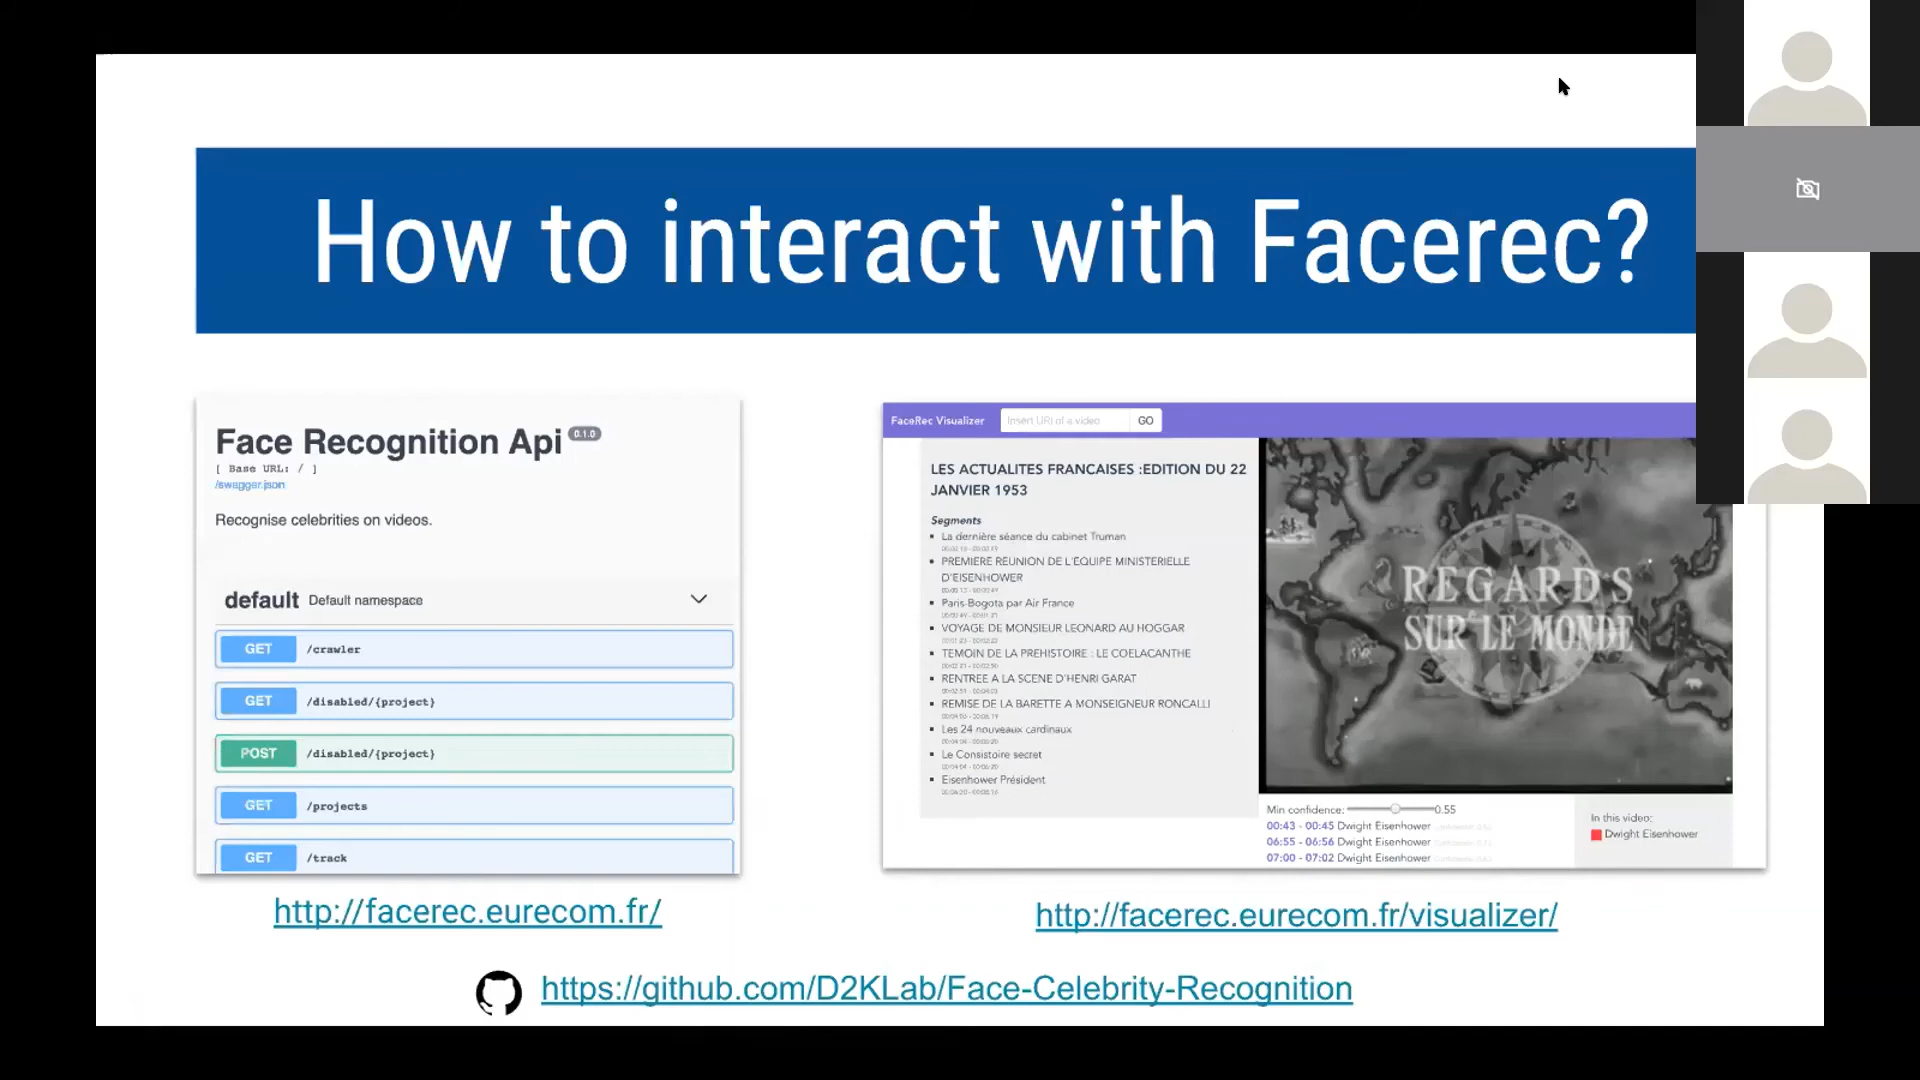 How to interact with Facerec?
Face Recognition Api 0.1.0
[ Base URL: / ]
/swagger.json
Recognise celebrities on videos.
default Default namespace
GET /crawler
GET /disabled/{project}
POST /disabled/{project}
GET /projects
GET /track
http://facerec.eurecom.fr/
FaceRec Visualizer Insert URI of a video GO
LES ACTUALITES FRANCAISES :EDITION DU 22
JANVIER 1953
Segments
La dernière séance du cabinet Truman
PREMIERE REUNION DE L'EQUIPE MINISTERIELLE
D'EISENHOWER
Paris-Bogota par Air France
VOYAGE DE MONSIEUR LEONARD AU HOGGAR
TEMOIN DE LA PREHISTOIRE : LE COELACANTHE
RENTREE A LA SCENE D'HENRI GARAT
REMISE DE LA BARETTE A MONSEIGNEUR RONCALLI
Les 24 nouveaux cardinaux
Le Consistoire secret
Eisenhower Président
REGARDS
SUR LE MONDE
Min confidence: 0.55
00:43 - 00:45 Dwight Eisenhower
06:55 - 06:56 Dwight Eisenhower
07:00 - 07:02 Dwight Eisenhower
In this video:
Dwight Eisenhower
http://facerec.eurecom.fr/visualizer/
https://github.com/D2KLab/Face-Celebrity-Recognition